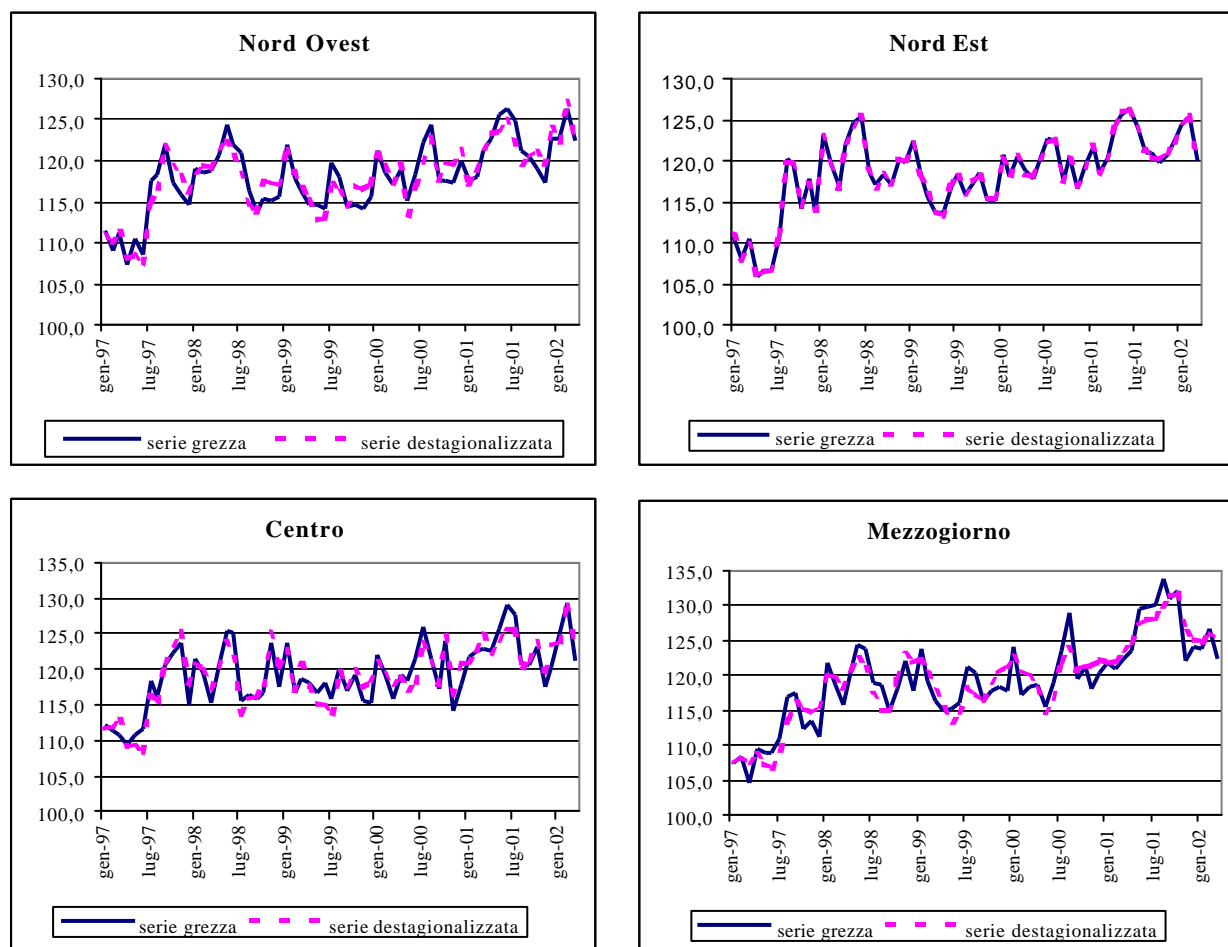 Nord Ovest
130,0
125,0
120,0
115,0
110,0
105,0
100,0
gen-97
lug-97
gen-98
lug-98
gen-99
lug-99
gen-00
lug-00
gen-01
lug-01
gen-02
serie grezza
serie destagionalizzata
Nord Est
130,0
125,0
120,0
115,0
110,0
105,0
100,0
gen-97
lug-97
gen-98
lug-98
gen-99
lug-99
gen-00
lug-00
gen-01
lug-01
gen-02
serie grezza
serie destagionalizzata
Centro
135,0
130,0
125,0
120,0
115,0
110,0
105,0
100,0
gen-97
lug-97
gen-98
lug-98
gen-99
lug-99
gen-00
lug-00
gen-01
lug-01
gen-02
serie grezza
serie destagionalizzata
Mezzogiorno
135,0
130,0
125,0
120,0
115,0
110,0
105,0
100,0
gen-97
lug-97
gen-98
lug-98
gen-99
lug-99
gen-00
lug-00
gen-01
lug-01
gen-02
serie grezza
serie destagionalizzata